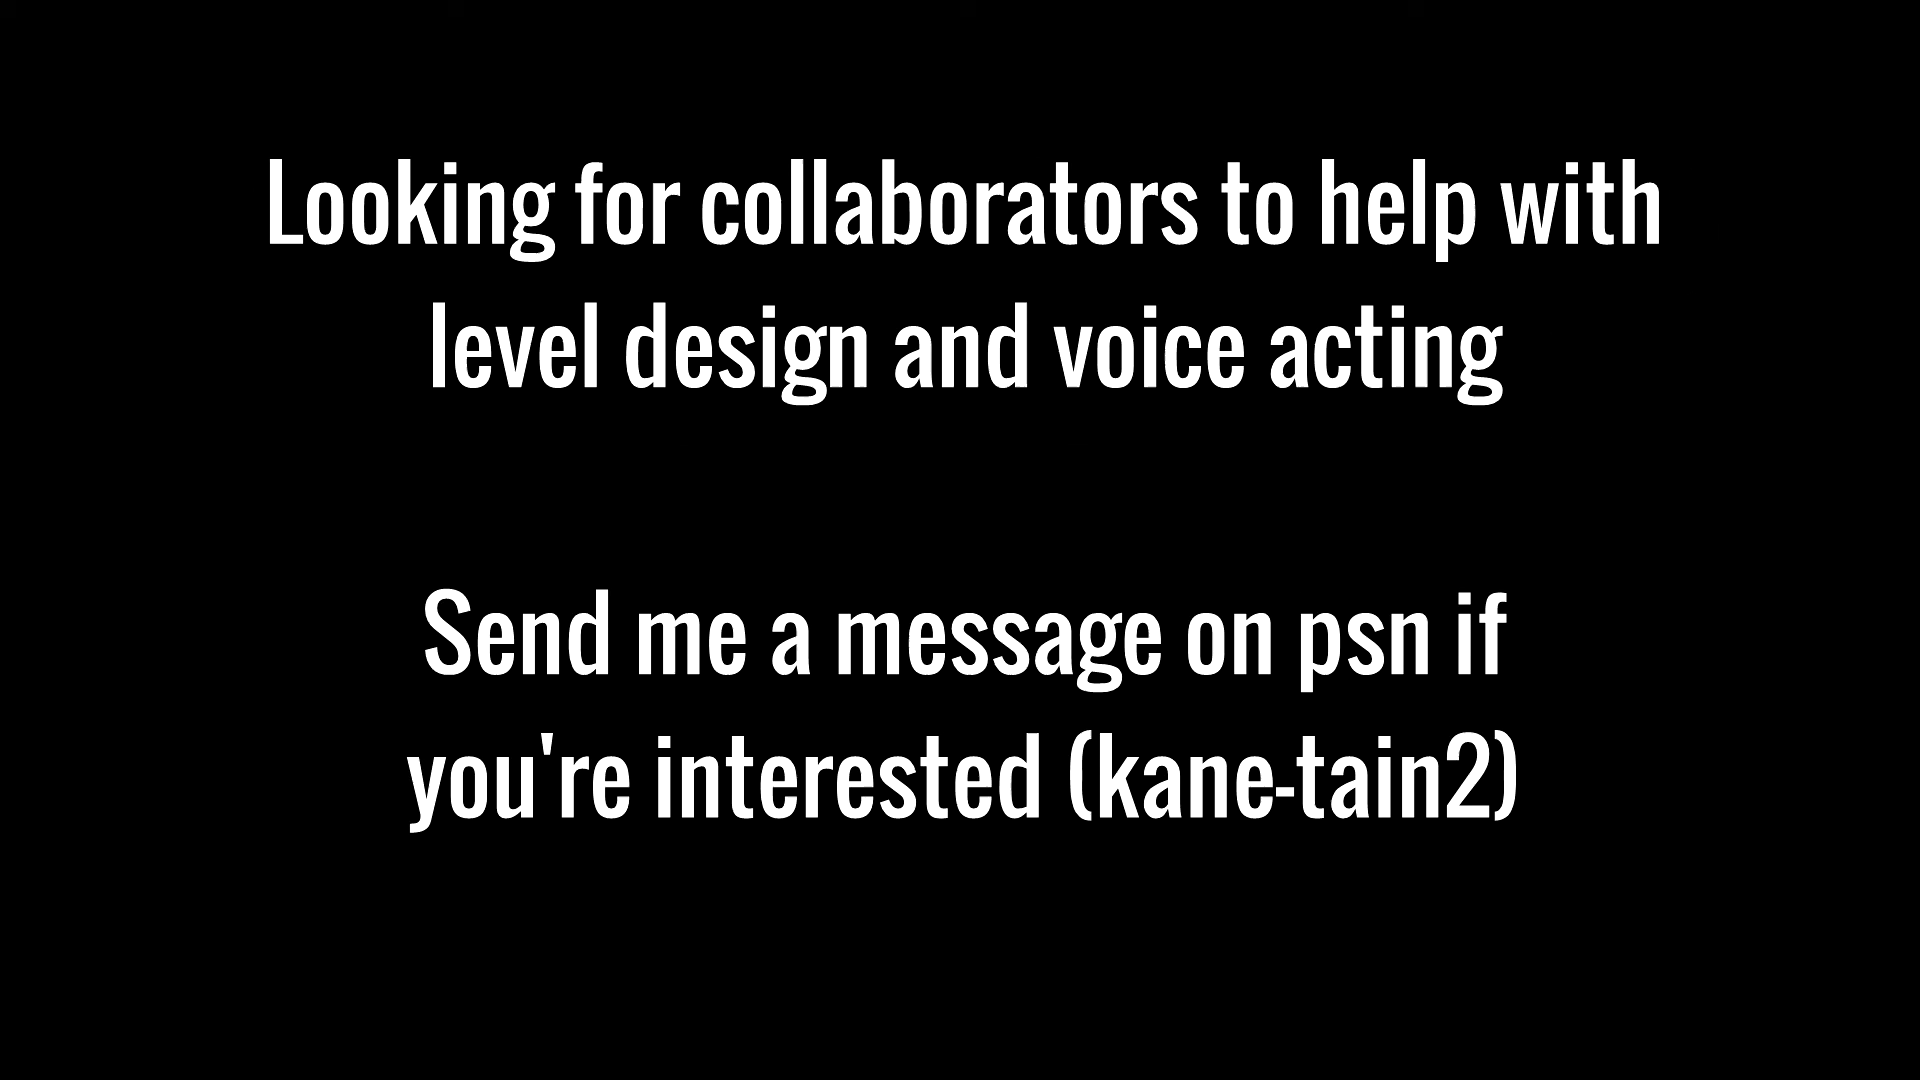 Looking for collaborators to help with
level design and voice acting
Send me a message on psn if
you're interested (kane-tain2)